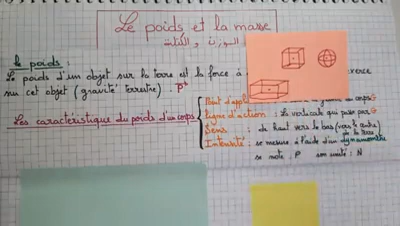 Le poids et la masse
الوزن و الكتلة
le poids :
Le poids d'un objet sur la terre est la force à
sur cet objet (gravité terrestre). P
Les caractéristique du poids d'un corps
Point d'appl
Ligne d'action : La verticale qui passe par G
Sens : de haut vers le bas (vers le centre)
de la terre
Intensité : se mesure à l'aide d'un dynamomètre
se note : P son unité : N